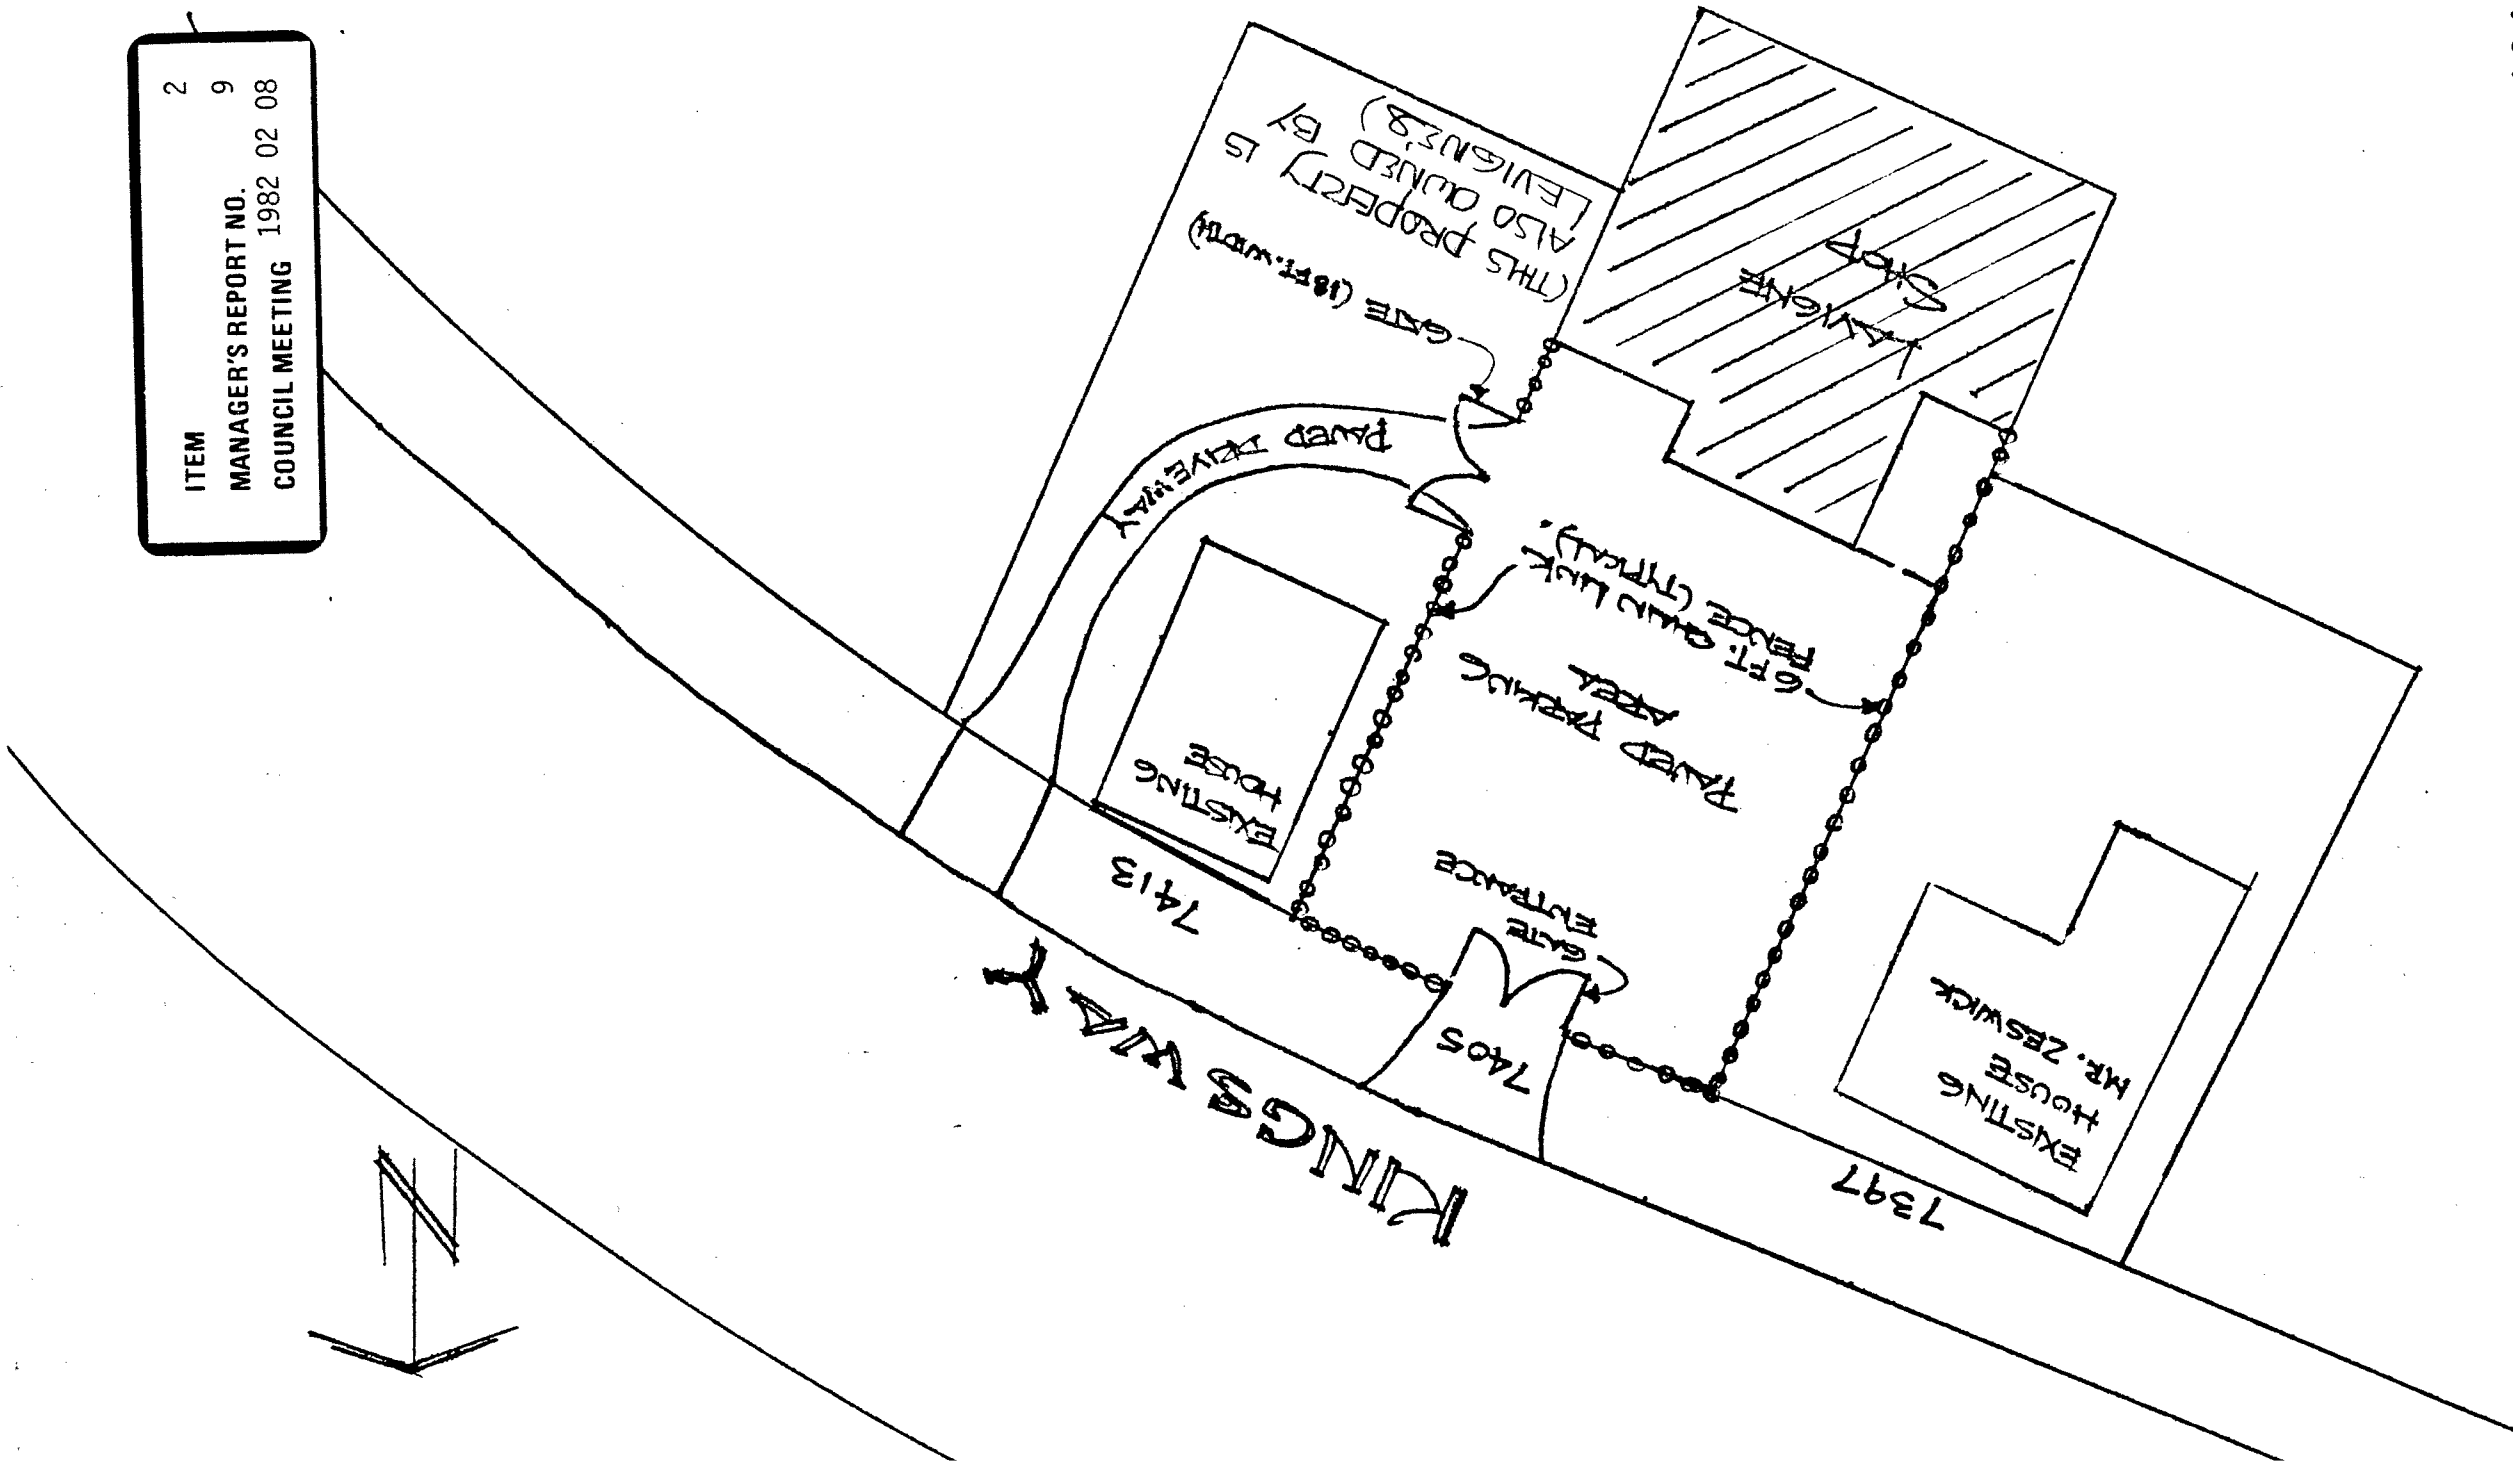 ITEM 2
MANAGER'S REPORT NO. 9
COUNCIL MEETING 1982 02 08
(THIS PROPERTY IS
ALSO OWNED BY
LEVIGNE'S)
GATE (18 FT. WIDTH)
PAVED DRIVEWAY
LAVIGNE
SHOP
6 FT. CHAIN LINK
FENCE (TYPICAL).
PAVED PARKING
AREA
EXISTING
HOUSE
GATE
ENTRANCE
EXISTING
HOUSE
MR. ZESWICK
7413
7405
7397
KINGSWAY
N